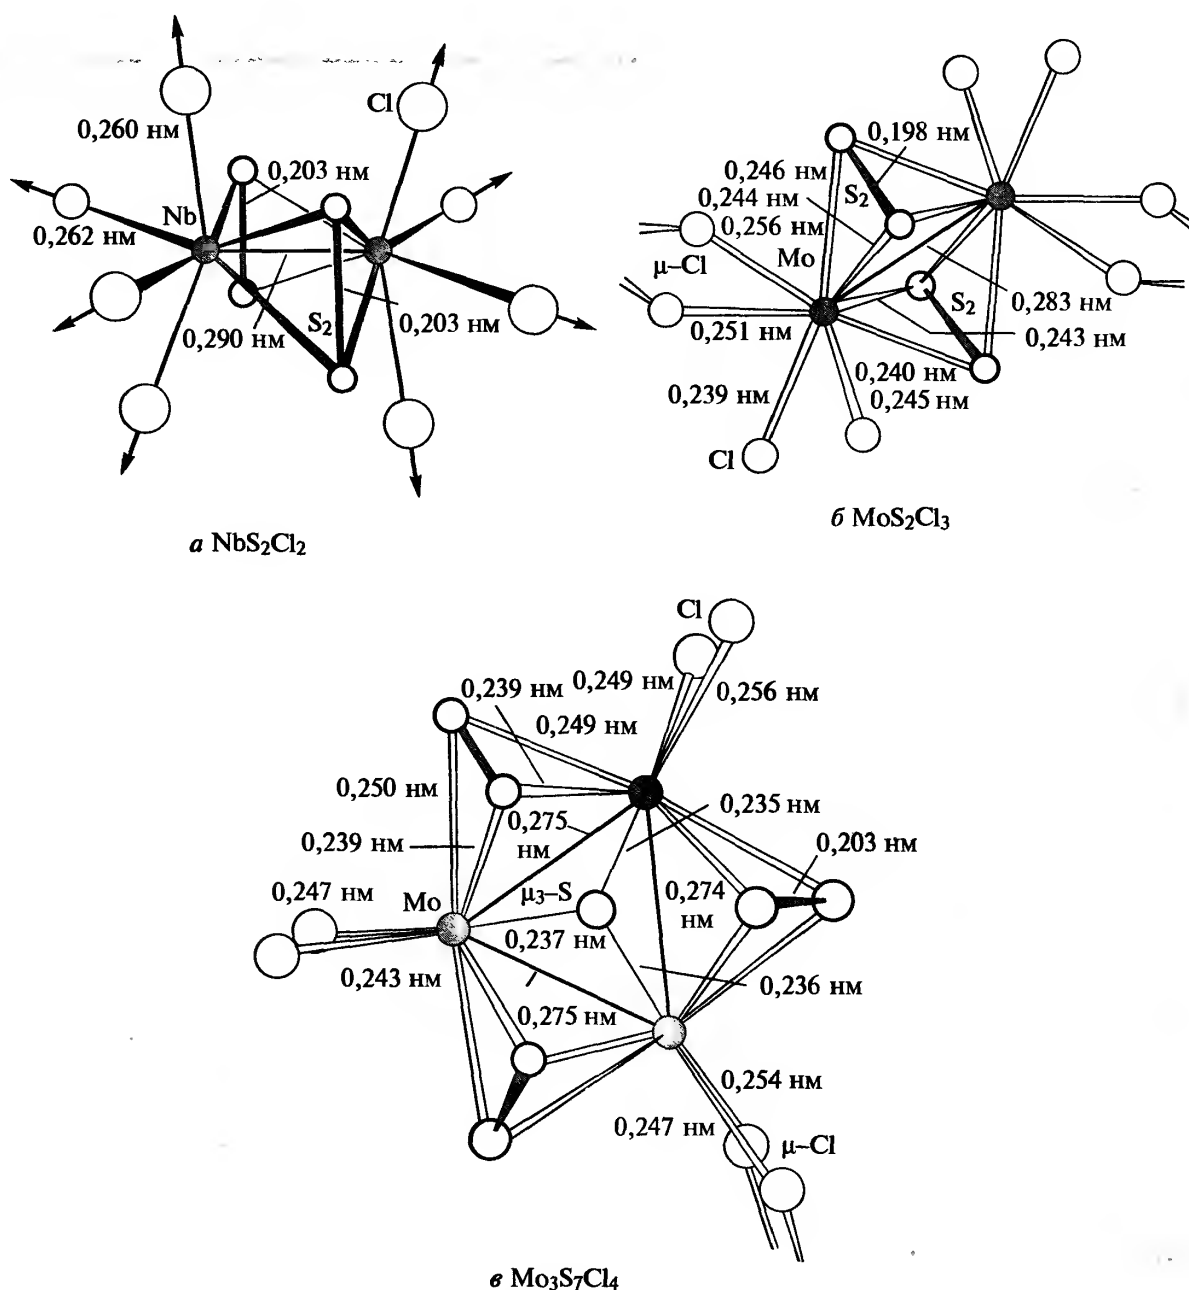 Cl
0,260 нм
0,203 нм
Nb
0,262 нм
S₂
0,290 нм
0,203 нм
а NbS₂Cl₂
0,198 нм
0,246 нм
S₂
0,244 нм
0,256 нм
Mo
μ–Cl
S₂
0,283 нм
0,251 нм
0,243 нм
0,240 нм
0,239 нм
0,245 нм
Cl
б MoS₂Cl₃
Cl
0,249 нм
0,239 нм
0,256 нм
0,249 нм
0,250 нм
0,235 нм
0,275
нм
0,239 нм
0,203 нм
0,247 нм
μ₃–S
0,274
нм
Mo
0,237 нм
0,243 нм
0,236 нм
0,275 нм
0,254 нм
0,247 нм
μ–Cl
в Mo₃S₇Cl₄